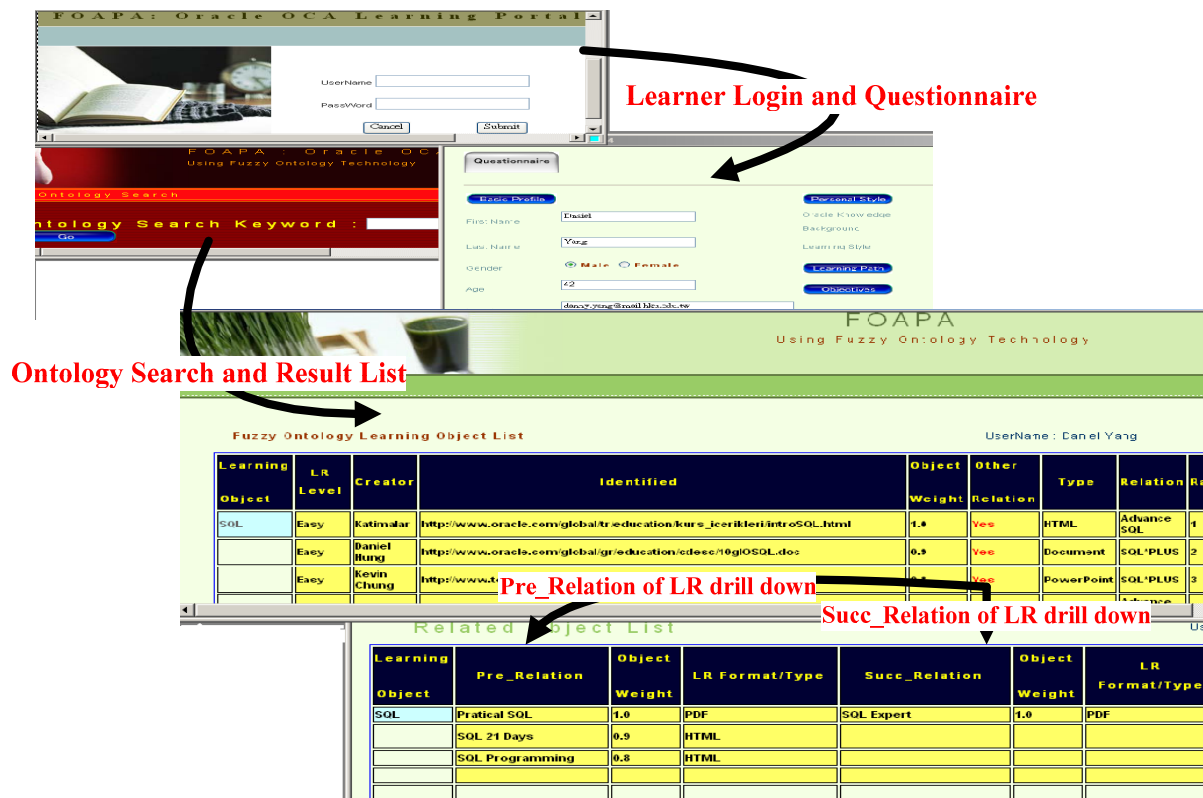 FOAPA: Oracle OCA Learning Portal
UserName
PassWord
Cancel Submit
Learner Login and Questionnaire
FOAPA : Oracle OC
Using Fuzzy Ontology Technology
Ontology Search
ntology Search Keyword :
Go
Questionnaire
Basic Profile Personal Style
First Name Daniel Oracle Knowledge
Background
Last Name Yang Learning Style
Gender Male Female Learning Path
Age 42 Objectives
FOAPA
Using Fuzzy Ontology Technology
Ontology Search and Result List
Fuzzy Ontology Learning Object List UserName : Daniel Yang
Learning Object LR Level Creator Identified Object Weight Other Relation Type Relation Ra
SQL Easy Katimalar http://www.oracle.com/global/tr/education/kurs_icerikleri/introSQL.html 1.0 Yes HTML Advance SQL 1
Easy Daniel Hung http://www.oracle.com/global/gr/education/cdesc/10gIOSQL.doc 0.9 Yes Document SQL*PLUS 2
Easy Kevin Chung http://www.t Yes PowerPoint SQL*PLUS 3
Advance
Pre_Relation of LR drill down
Succ_Relation of LR drill down
Related Object List Us
Learning Object Pre_Relation Object Weight LR Format/Type Succ_Relation Object Weight LR Format/Type
SQL Pratical SQL 1.0 PDF SQL Expert 1.0 PDF
SQL 21 Days 0.9 HTML
SQL Programming 0.8 HTML